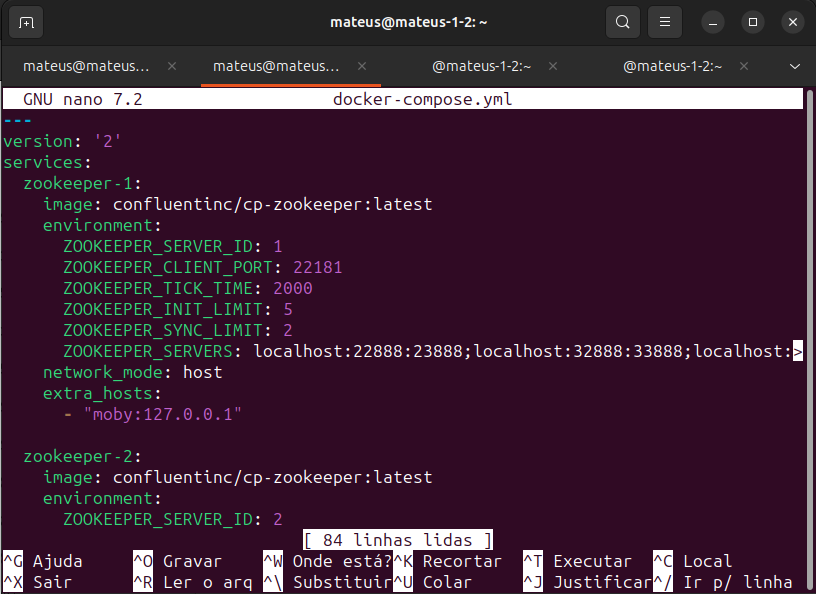 mateus@mateus-1-2: ~
mateus@mateus... × mateus@mateus... × @mateus-1-2:~ × @mateus-1-2:~ ×
GNU nano 7.2 docker-compose.yml
---
version: '2'
services:
  zookeeper-1:
    image: confluentinc/cp-zookeeper:latest
    environment:
      ZOOKEEPER_SERVER_ID: 1
      ZOOKEEPER_CLIENT_PORT: 22181
      ZOOKEEPER_TICK_TIME: 2000
      ZOOKEEPER_INIT_LIMIT: 5
      ZOOKEEPER_SYNC_LIMIT: 2
      ZOOKEEPER_SERVERS: localhost:22888:23888;localhost:32888:33888;localhost:>
    network_mode: host
    extra_hosts:
      - "moby:127.0.0.1"
  zookeeper-2:
    image: confluentinc/cp-zookeeper:latest
    environment:
      ZOOKEEPER_SERVER_ID: 2
[ 84 linhas lidas ]
^G Ajuda ^O Gravar ^W Onde está? ^K Recortar ^T Executar ^C Local
^X Sair ^R Ler o arq ^\ Substituir ^U Colar ^J Justificar ^/ Ir p/ linha